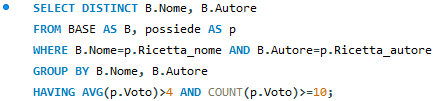 SELECT DISTINCT B.Nome, B.Autore
FROM BASE AS B, possiede AS p
WHERE B.Nome=p.Ricetta_nome AND B.Autore=p.Ricetta_autore
GROUP BY B.Nome, B.Autore
HAVING AVG(p.Voto)>4 AND COUNT(p.Voto)>=10;